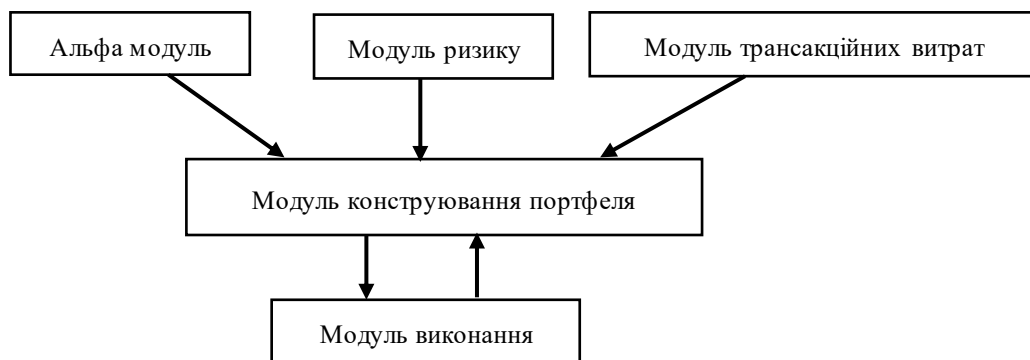 Альфа модуль
Модуль ризику
Модуль трансакційних витрат
Модуль конструювання портфеля
Модуль виконання